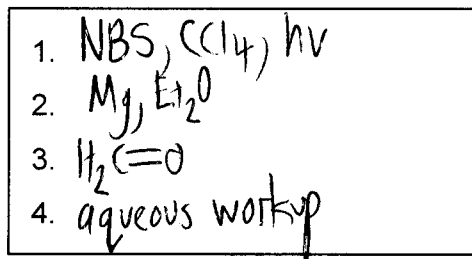 1. NBS, CCl4, hv
2. Mg, Et2O
3. H2C=O
4. aqueous workup